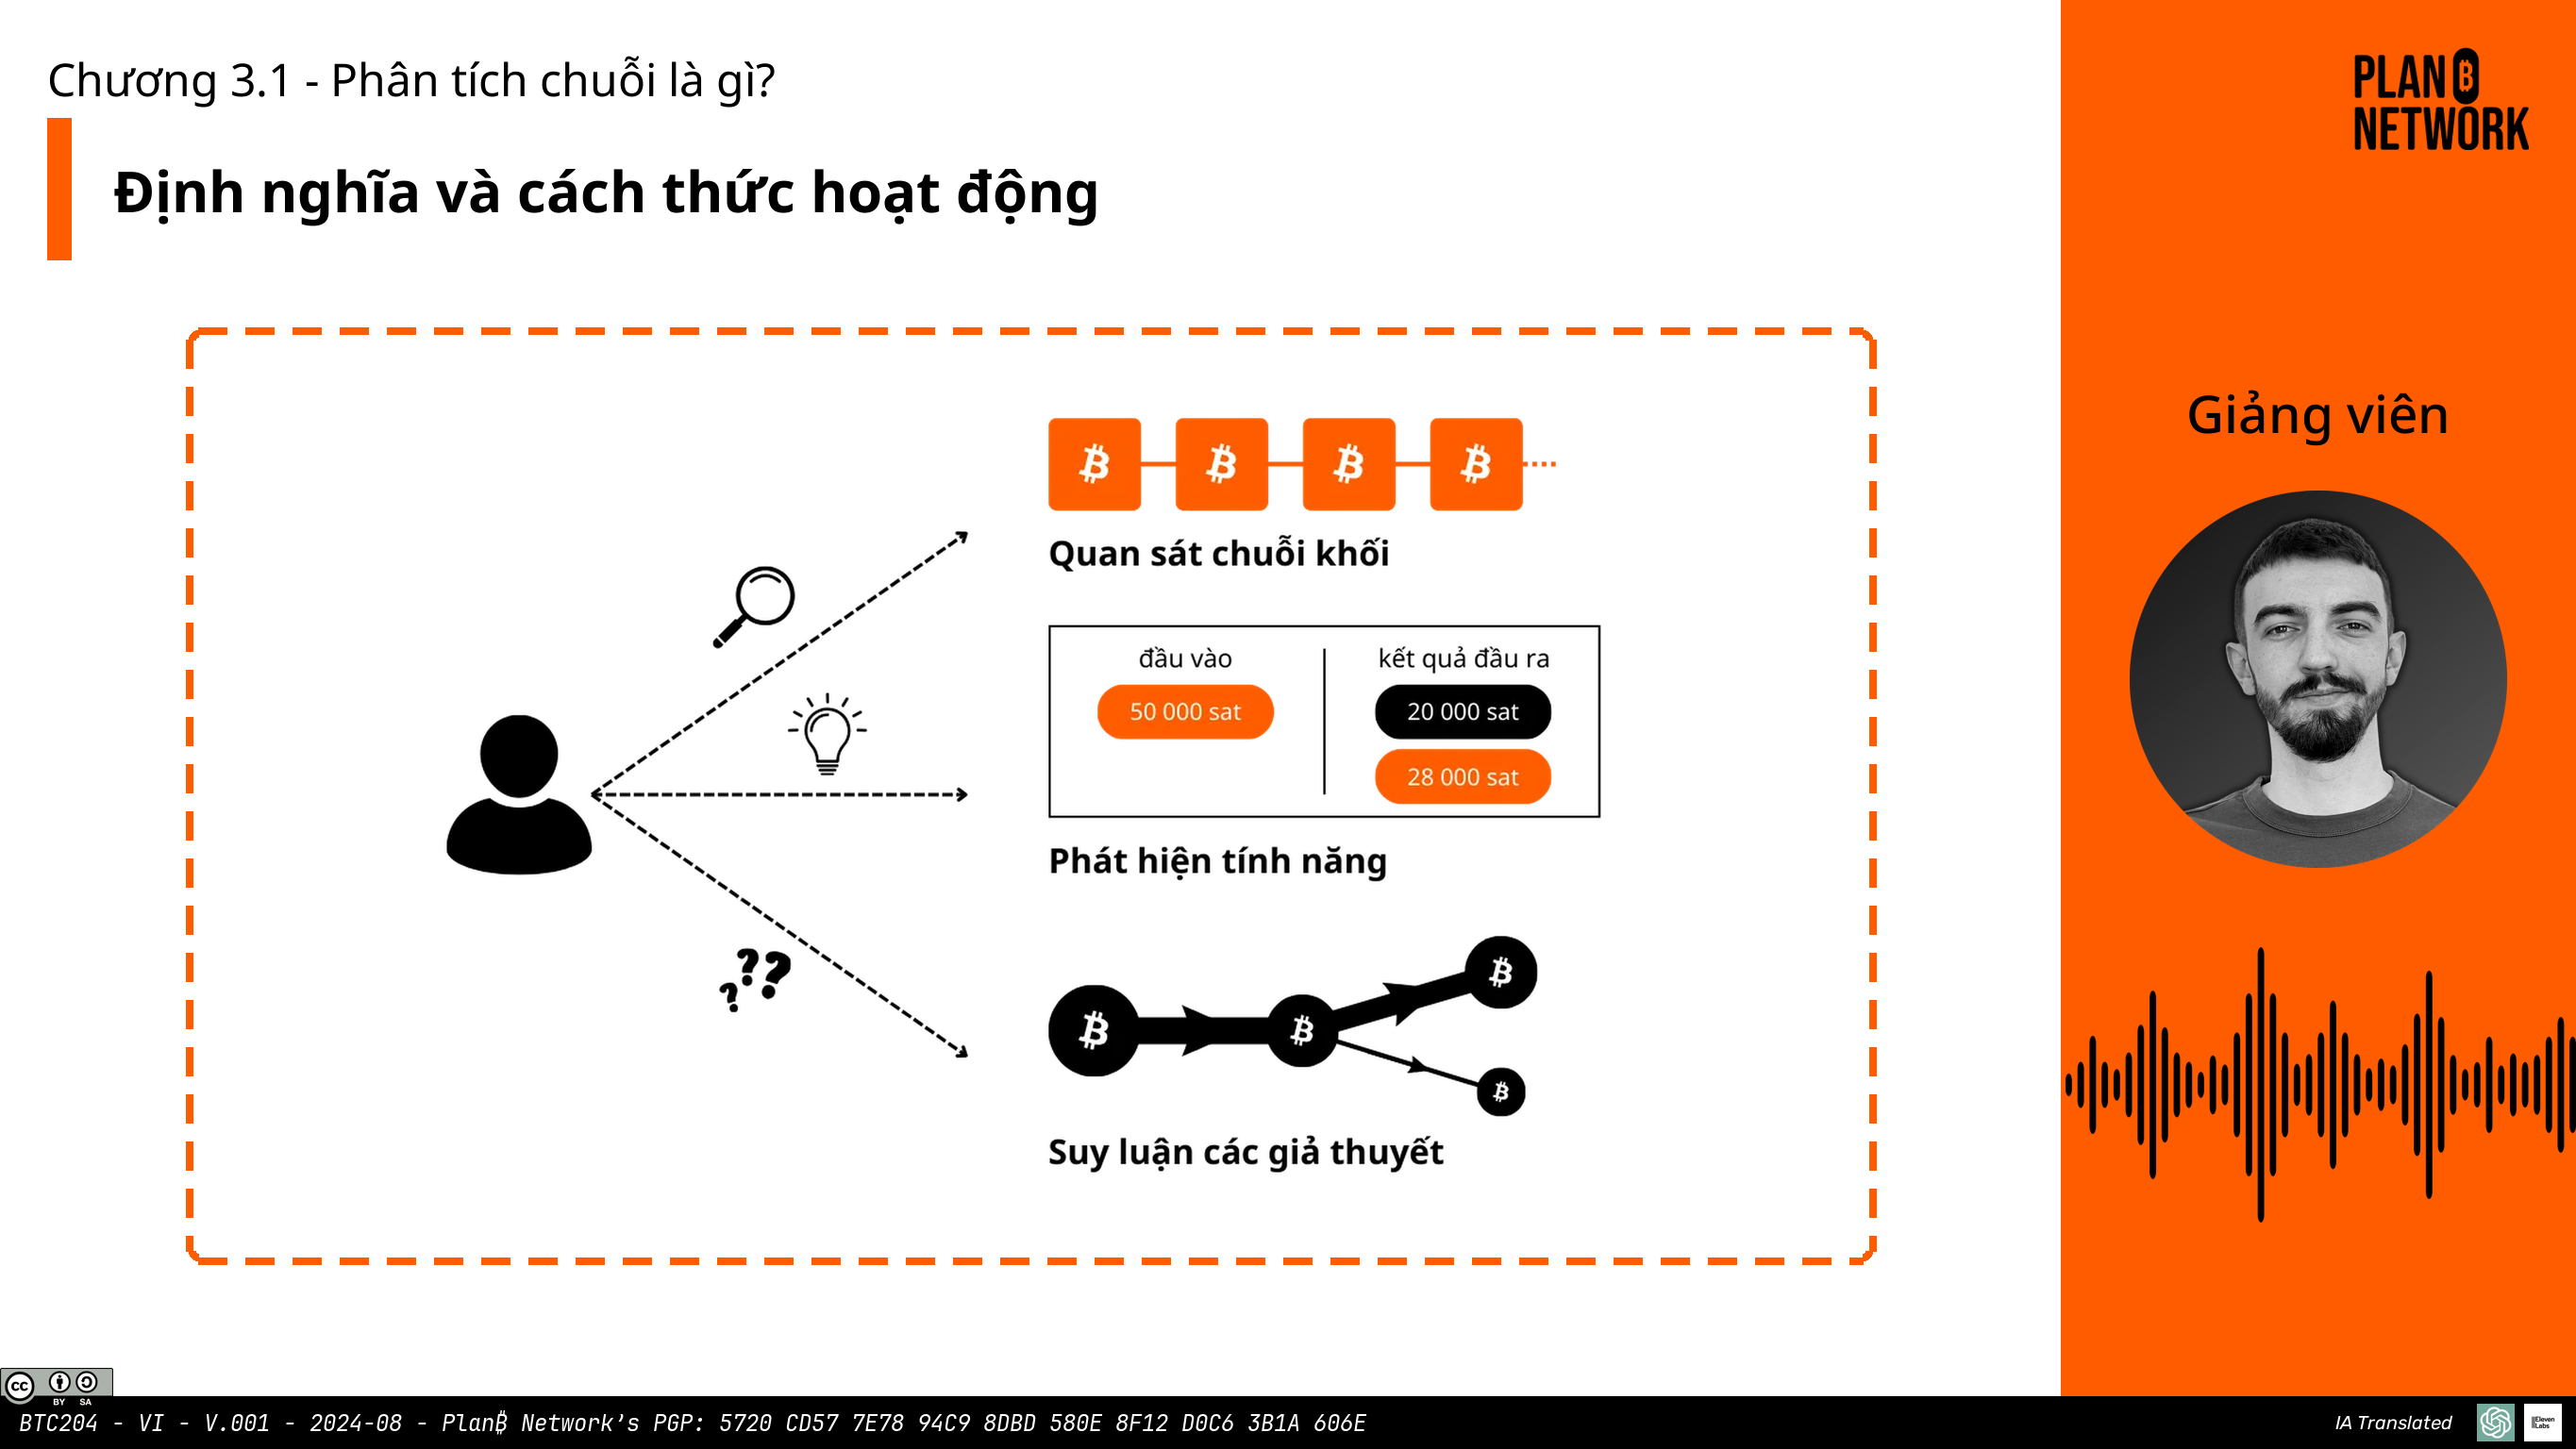 Chương 3.1 - Phân tích chuỗi là gì?
Định nghĩa và cách thức hoạt động
PLAN ₿
NETWORK
Giảng viên
Quan sát chuỗi khối
đầu vào
kết quả đầu ra
50 000 sat
20 000 sat
28 000 sat
Phát hiện tính năng
??
?
Suy luận các giả thuyết
cc
BY SA
BTC204 - VI - V.001 - 2024-08 - Plan₿ Network’s PGP: 5720 CD57 7E78 94C9 8DBD 580E 8F12 D0C6 3B1A 606E
IA Translated
IIEleven
Labs